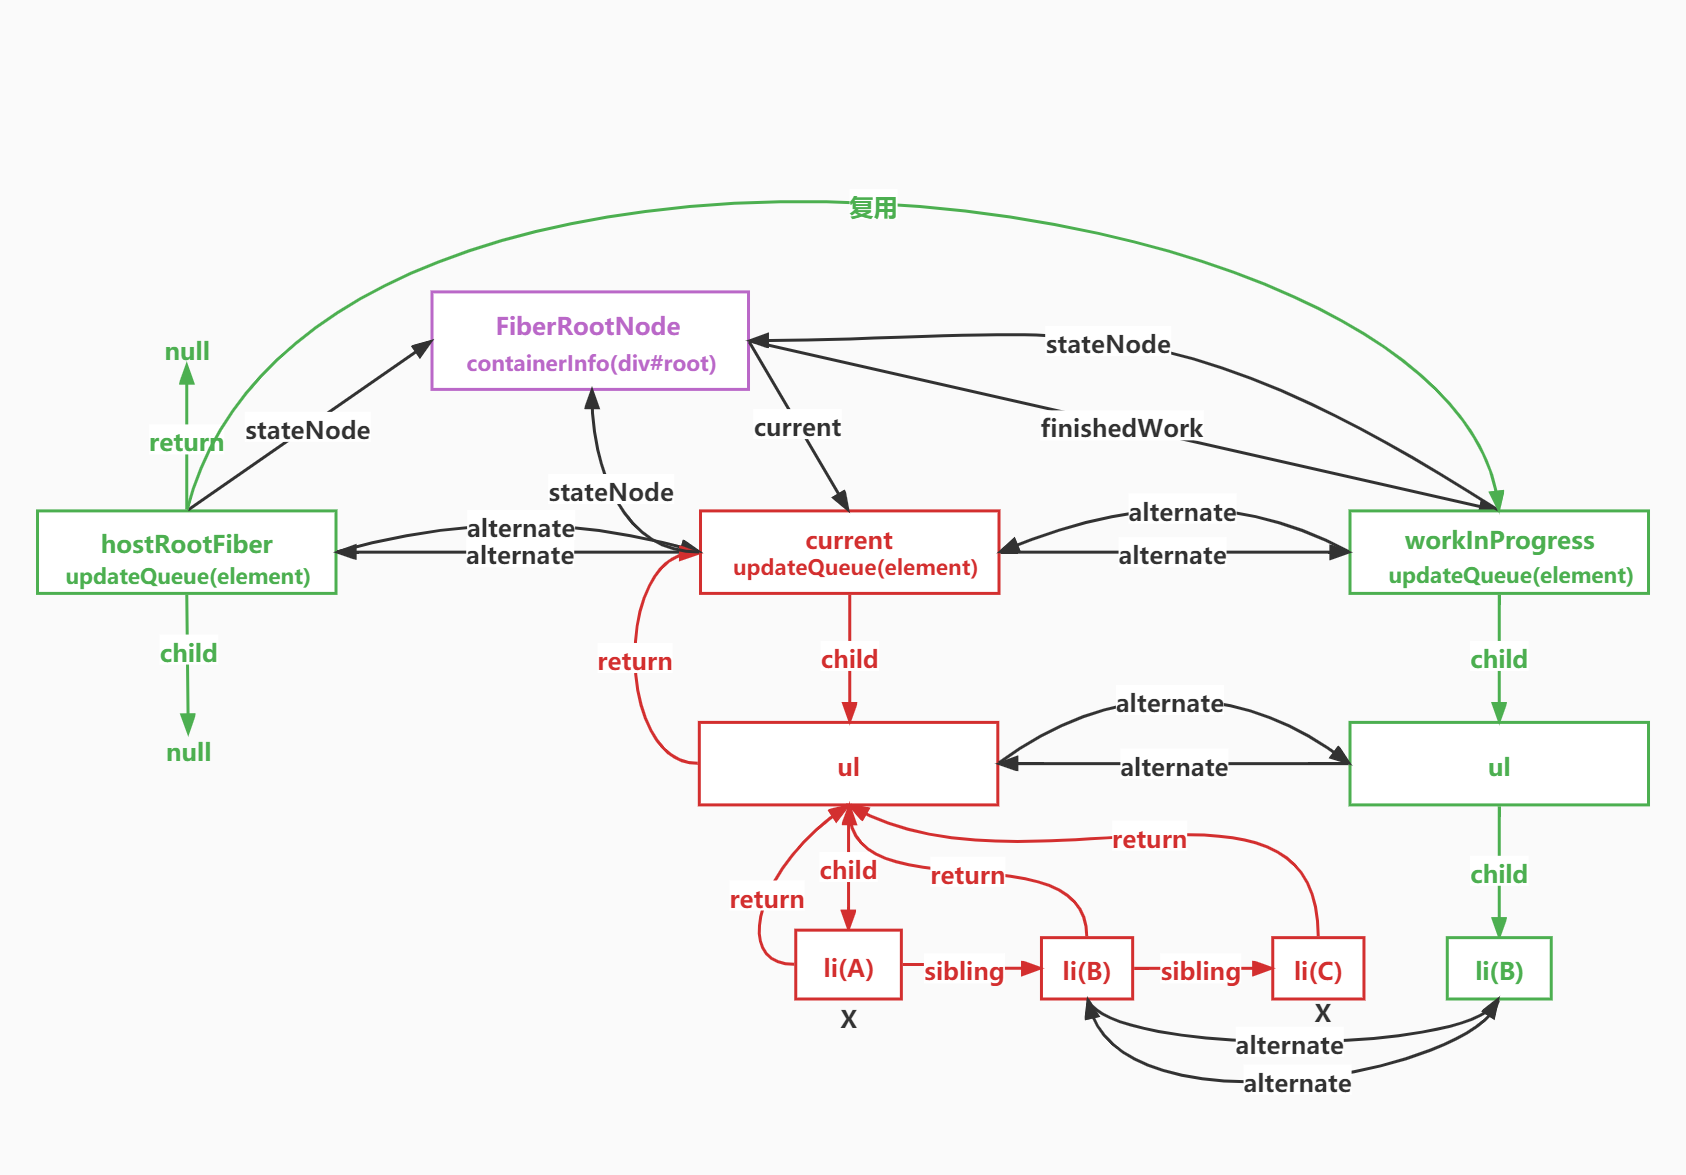 复用
FiberRootNode
containerInfo(div#root)
null
stateNode
return
stateNode
current
finishedWork
stateNode
alternate
alternate
alternate
alternate
hostRootFiber
updateQueue(element)
current
updateQueue(element)
workInProgress
updateQueue(element)
child
return
child
child
null
alternate
ul
alternate
ul
return
child
return
return
child
li(A)
sibling
li(B)
sibling
li(C)
li(B)
X
X
alternate
alternate